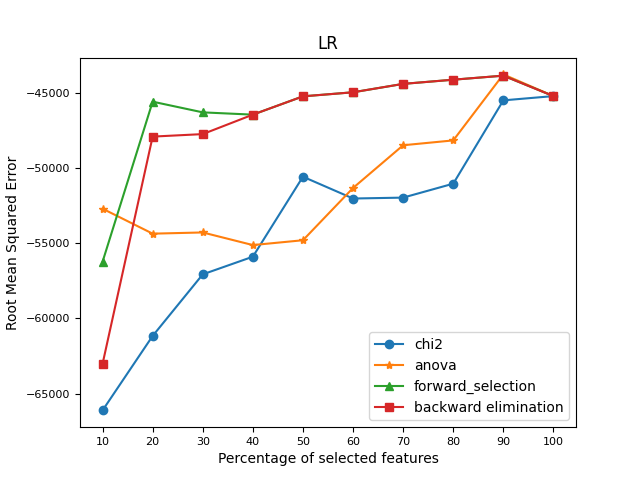 LR
Root Mean Squared Error
−45000
−50000
−55000
−60000
−65000
chi2
anova
forward_selection
backward elimination
10 20 30 40 50 60 70 80 90 100
Percentage of selected features